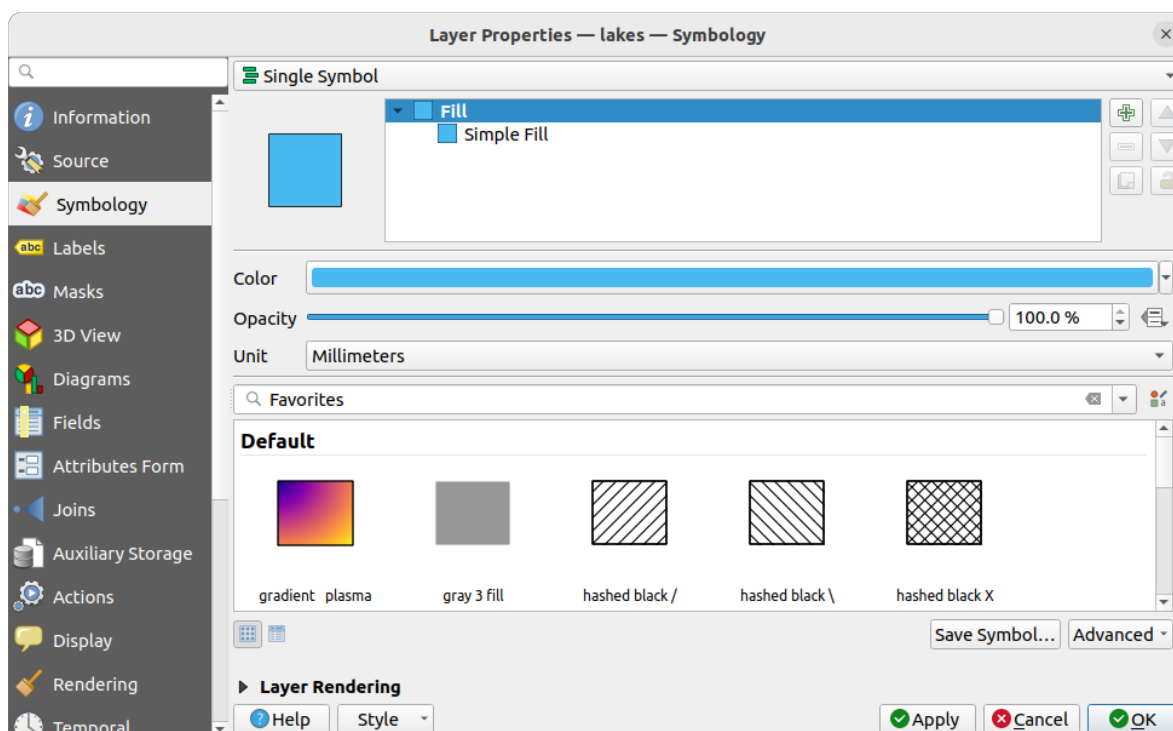 Layer Properties — lakes — Symbology
Information
Source
Symbology
abc Labels
abc Masks
3D View
Diagrams
Fields
Attributes Form
Joins
Auxiliary Storage
Actions
Display
Rendering
Temporal
Single Symbol
Fill
Simple Fill
Color
Opacity
100.0 %
Unit
Millimeters
Favorites
Default
gradient plasma
gray 3 fill
hashed black /
hashed black \
hashed black X
Save Symbol...
Advanced
Layer Rendering
Help
Style
Apply
Cancel
OK